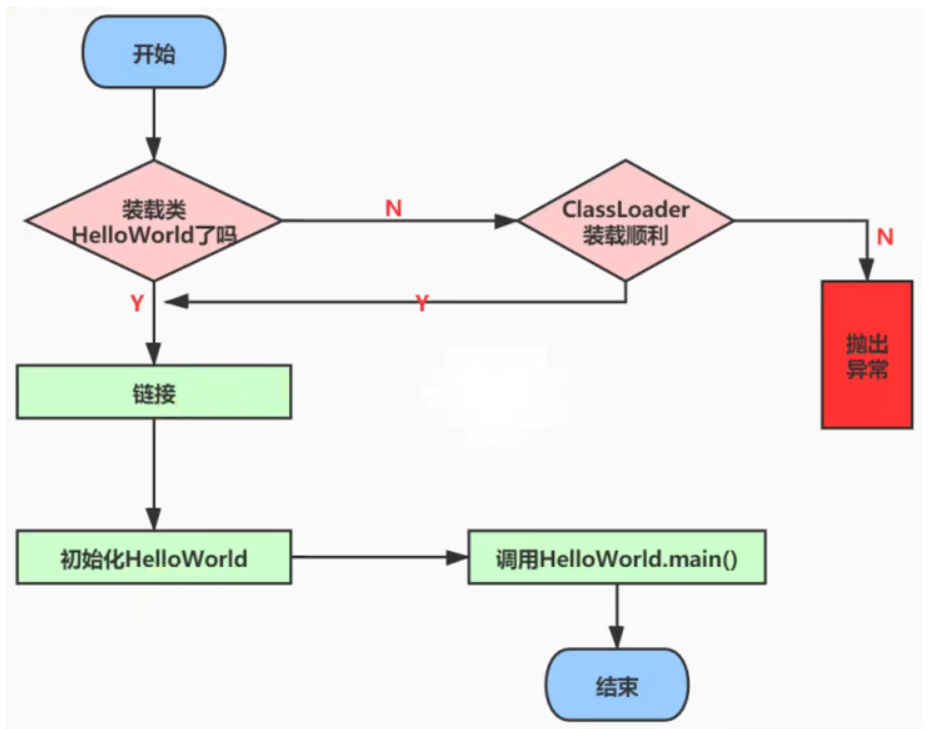 开始
装载类
HelloWorld了吗
N
ClassLoader
装载顺利
N
Y
Y
抛出
异常
链接
初始化HelloWorld
调用HelloWorld.main()
结束